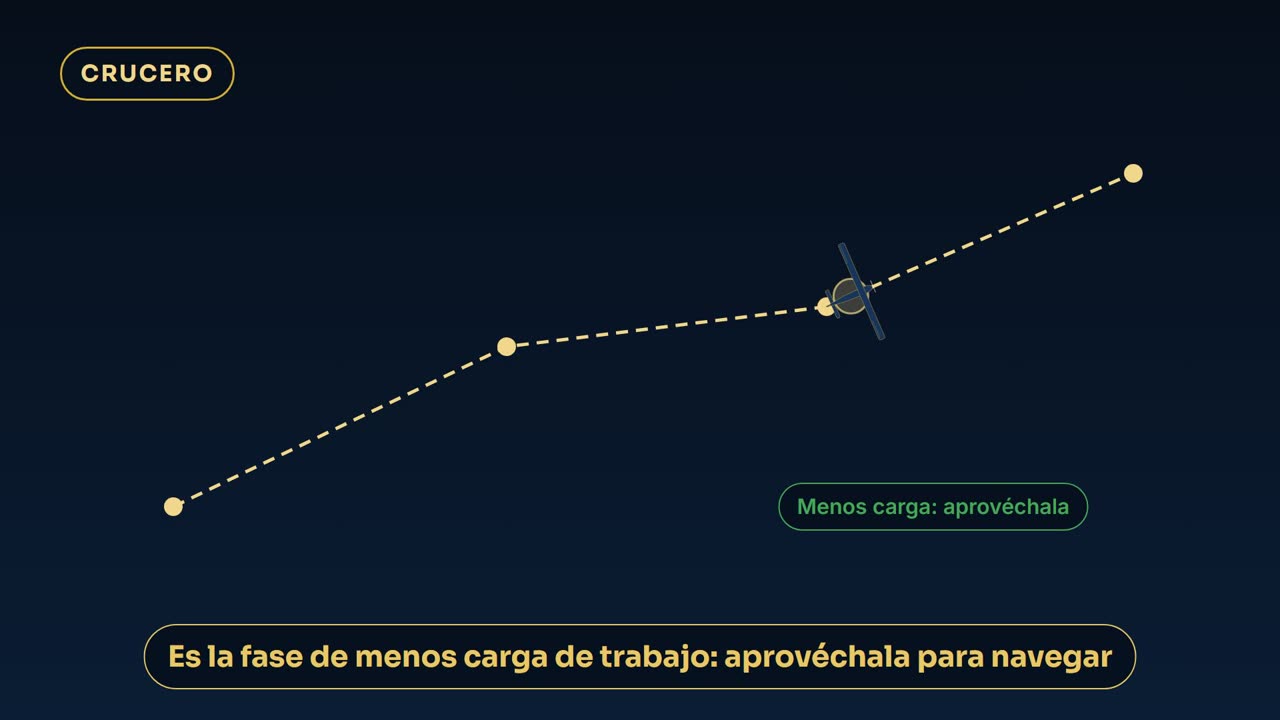 CRUCERO
Menos carga: aprovéchala
Es la fase de menos carga de trabajo: aprovéchala para navegar